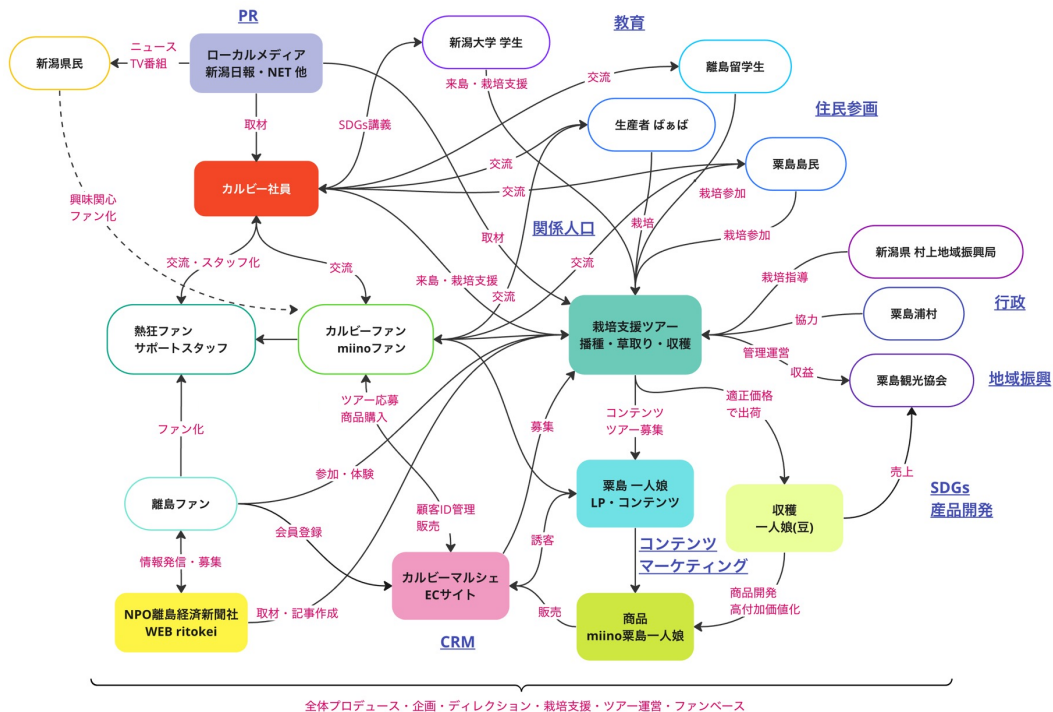 PR
教育
新潟県民
ニュース
TV番組
ローカルメディア
新潟日報・NET 他
新潟大学 学生
離島留学生
来島・栽培支援
交流
住民参画
取材
SDGs講義
生産者 ばぁば
交流
粟島島民
カルビー社員
交流
栽培参加
興味関心
ファン化
関係人口
栽培
栽培参加
取材
新潟県 村上地域振興局
交流・スタッフ化
交流
交流
来島・栽培支援
栽培指導
交流
行政
熱狂ファン
サポートスタッフ
カルビーファン
miinoファン
栽培支援ツアー
播種・草取り・収穫
協力
粟島浦村
管理運営
収益
粟島観光協会
地域振興
ツアー応募
商品購入
適正価格
で出荷
コンテンツ
ツアー募集
ファン化
募集
参加・体験
売上
離島ファン
粟島 一人娘
LP・コンテンツ
SDGs
産品開発
収穫
一人娘(豆)
顧客ID管理
販売
会員登録
誘客
コンテンツ
マーケティング
情報発信・募集
カルビーマルシェ
ECサイト
商品開発
高付加価値化
NPO離島経済新聞社
WEB ritokei
取材・記事作成
販売
商品
miino粟島一人娘
CRM
全体プロデュース・企画・ディレクション・栽培支援・ツアー運営・ファンベース